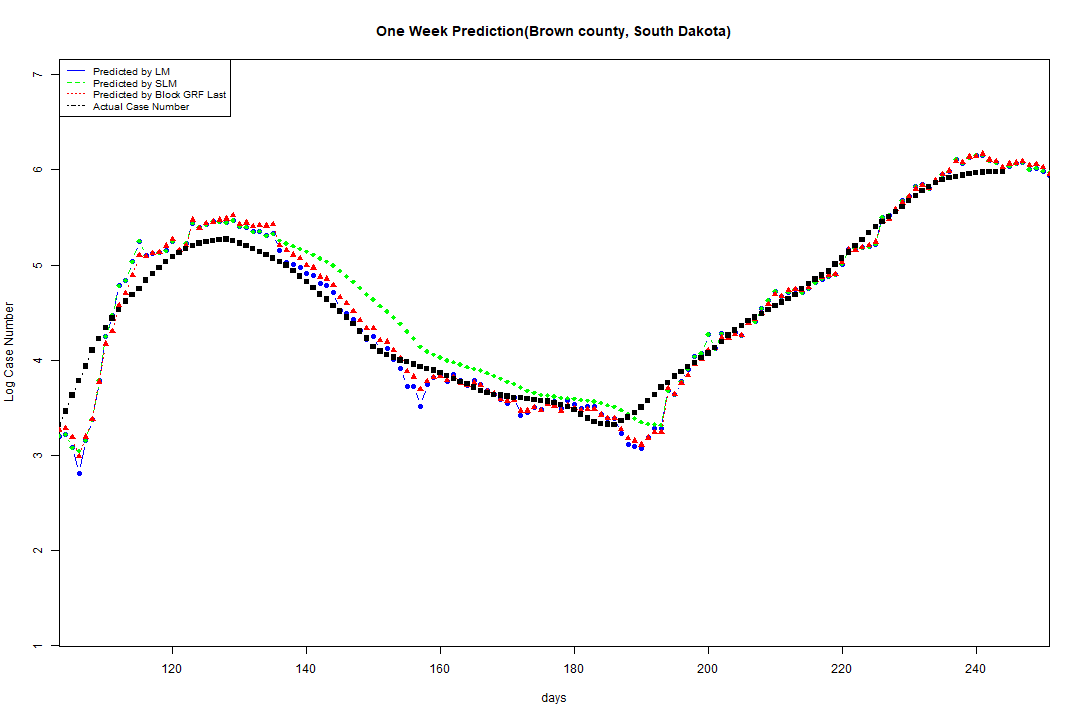 One Week Prediction(Brown county, South Dakota)
Predicted by LM
Predicted by SLM
Predicted by Block GRF Last
Actual Case Number
7
6
5
4
3
2
1
Log Case Number
120 140 160 180 200 220 240
days